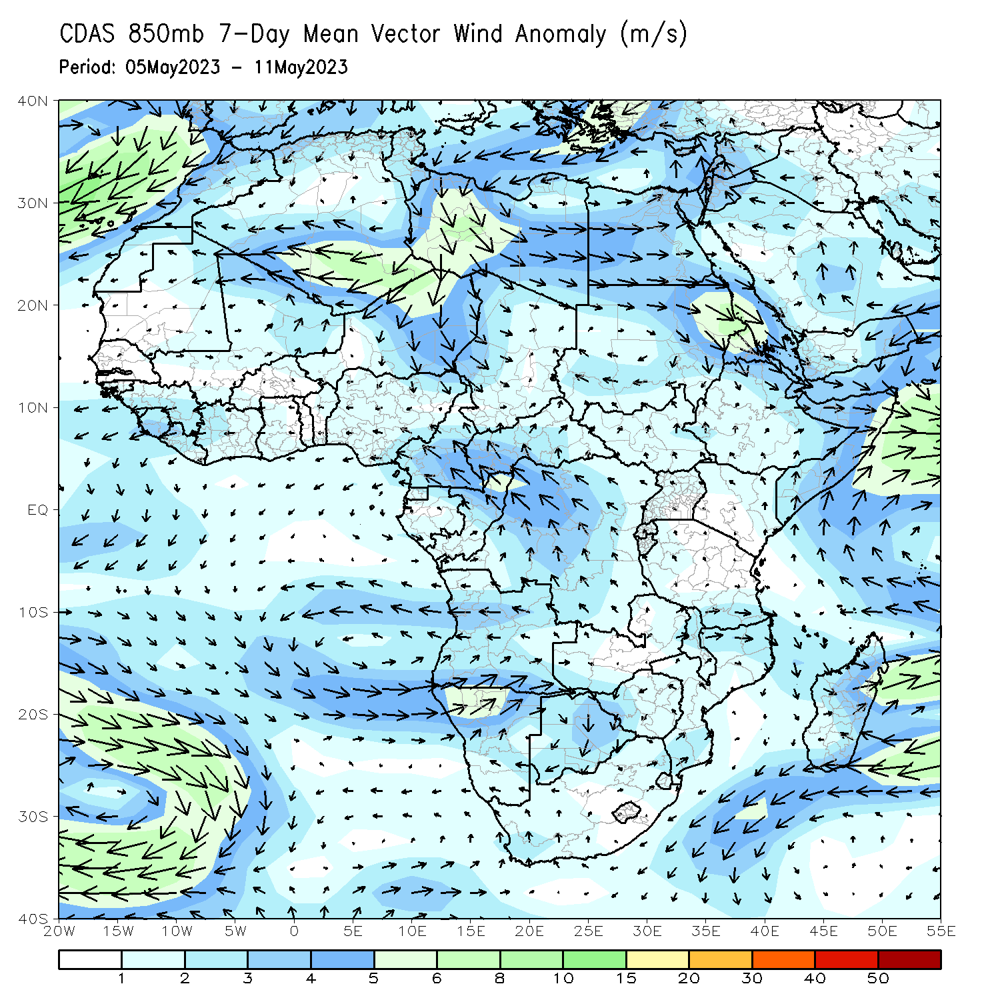 CDAS 850mb 7-Day Mean Vector Wind Anomaly (m/s)
Period: 05May2023 - 11May2023
40N
30N
20N
10N
EQ
10S
20S
30S
40S
20W 15W 10W 5W 0 5E 10E 15E 20E 25E 30E 35E 40E 45E 50E 55E
1 2 3 4 5 6 8 10 15 20 30 40 50